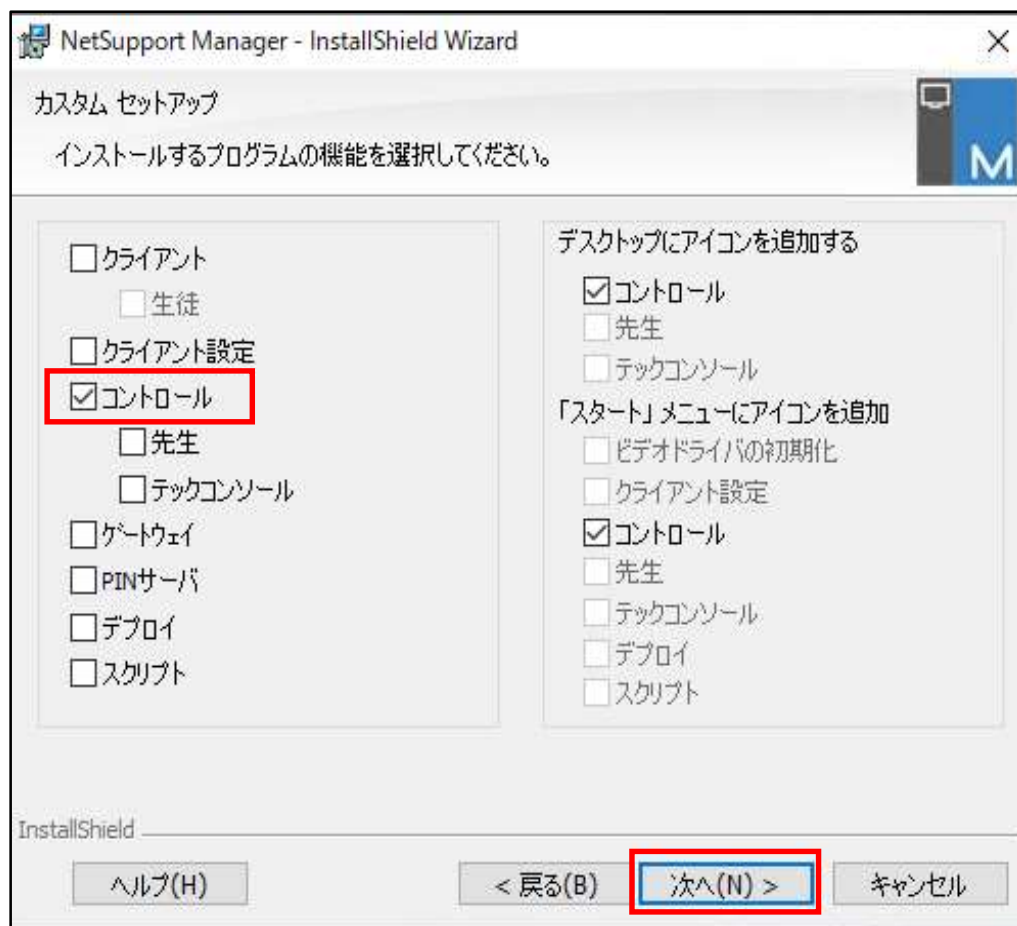 NetSupport Manager - InstallShield Wizard
カスタム セットアップ
インストールするプログラムの機能を選択してください。
M
クライアント
生徒
クライアント設定
コントロール
先生
テックコンソール
ゲートウェイ
PINサーバ
デプロイ
スクリプト
デスクトップにアイコンを追加する
コントロール
先生
テックコンソール
「スタート」メニューにアイコンを追加
ビデオドライバの初期化
クライアント設定
コントロール
先生
テックコンソール
デプロイ
スクリプト
InstallShield
ヘルプ(H)
< 戻る(B)
次へ(N) >
キャンセル